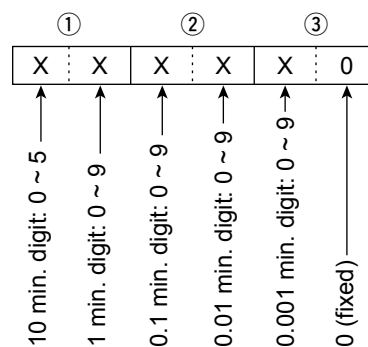 ① ② ③
X X X X X 0
10 min. digit: 0 ~ 5
1 min. digit: 0 ~ 9
0.1 min. digit: 0 ~ 9
0.01 min. digit: 0 ~ 9
0.001 min. digit: 0 ~ 9
0 (fixed)